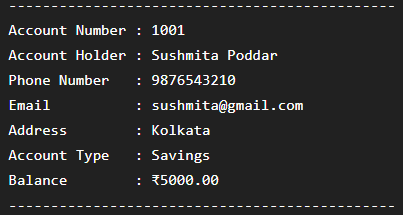 ----------------------------------------------
Account Number : 1001
Account Holder : Sushmita Poddar
Phone Number   : 9876543210
Email          : sushmita@gmail.com
Address        : Kolkata
Account Type   : Savings
Balance        : ₹5000.00
----------------------------------------------